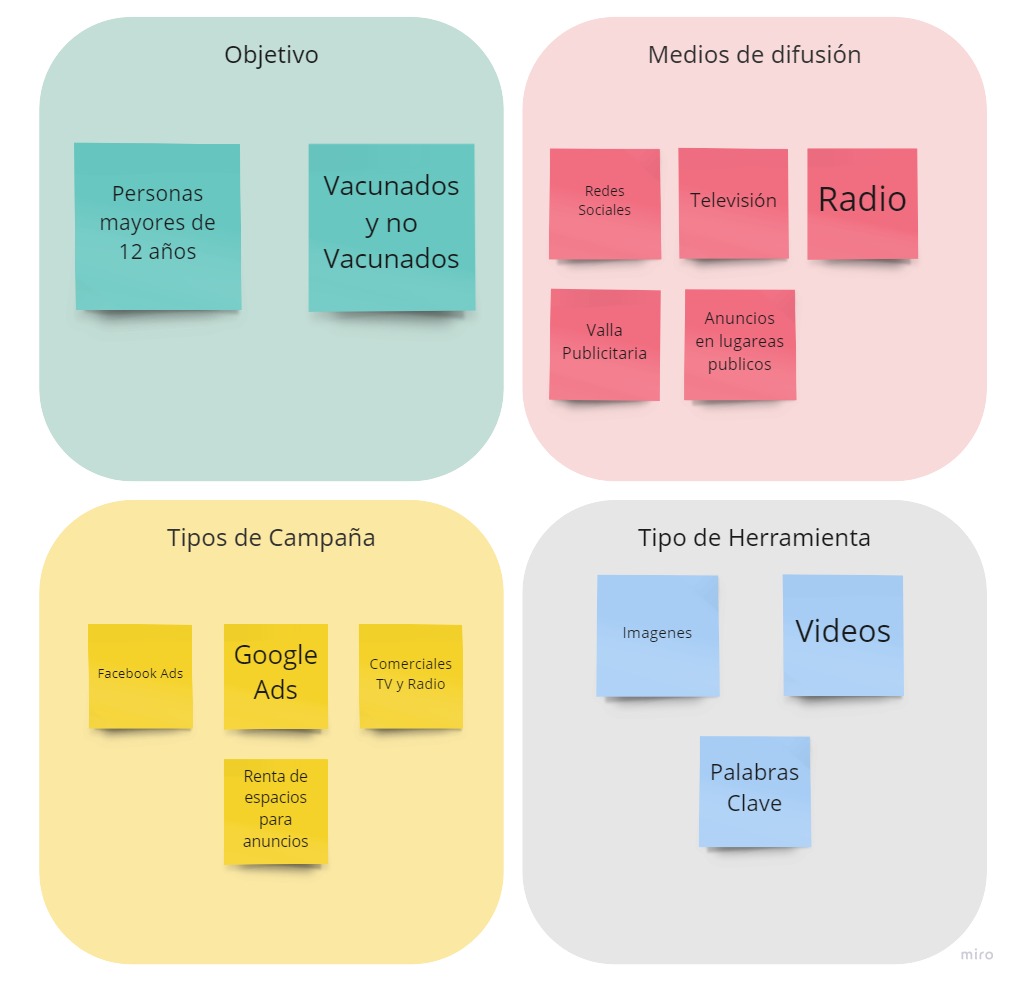 Objetivo
Personas
mayores de
12 años
Vacunados
y no
Vacunados
Medios de difusión
Redes
Sociales
Televisión
Radio
Valla
Publicitaria
Anuncios
en lugareas
publicos
Tipos de Campaña
Facebook Ads
Google
Ads
Comerciales
TV y Radio
Renta de
espacios
para
anuncios
Tipo de Herramienta
Imagenes
Videos
Palabras
Clave
miro